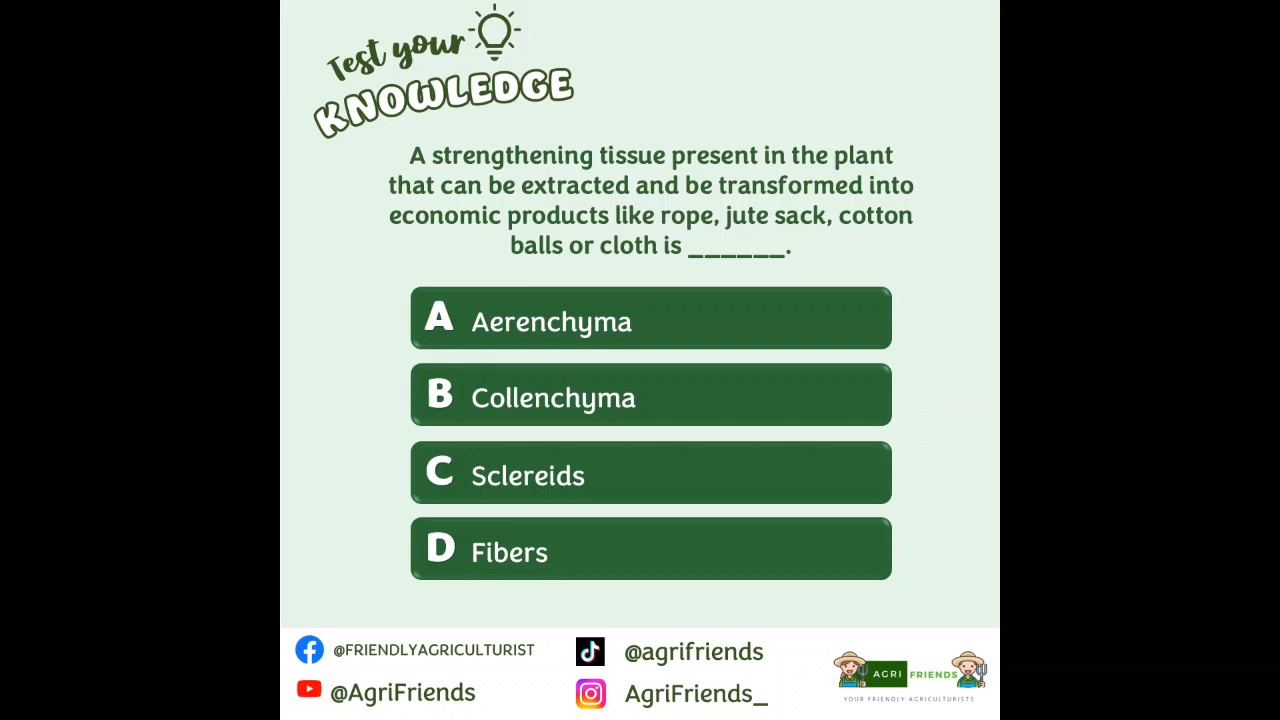 Test your
KNOWLEDGE
A strengthening tissue present in the plant
that can be extracted and be transformed into
economic products like rope, jute sack, cotton
balls or cloth is ______.
A Aerenchyma
B Collenchyma
C Sclereids
D Fibers
@FRIENDLYAGRICULTURIST
@agrifriends
@AgriFriends
AgriFriends_
AGRI FRIENDS
YOUR FRIENDLY AGRICULTURISTS